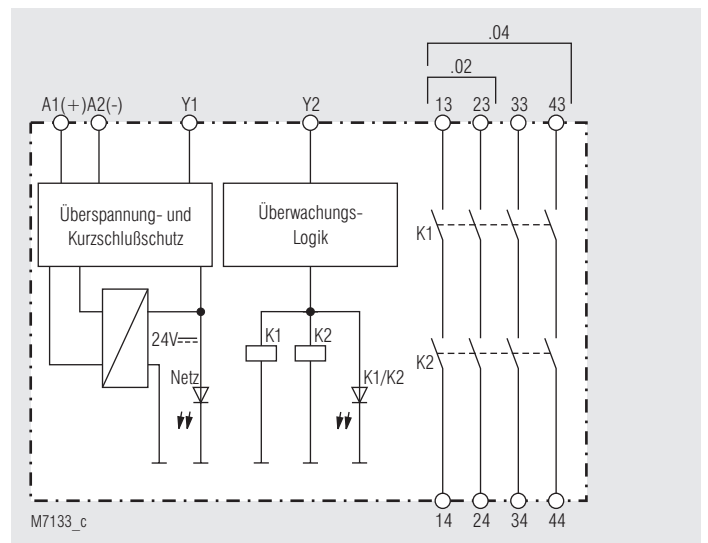 .04
.02
A1(+) A2(-) Y1 Y2 13 23 33 43
Überspannung- und
Kurzschlußschutz
Überwachungs-
Logik
K1
24V
K1 K2
K2
Netz K1/K2
M7133_c
14 24 34 44